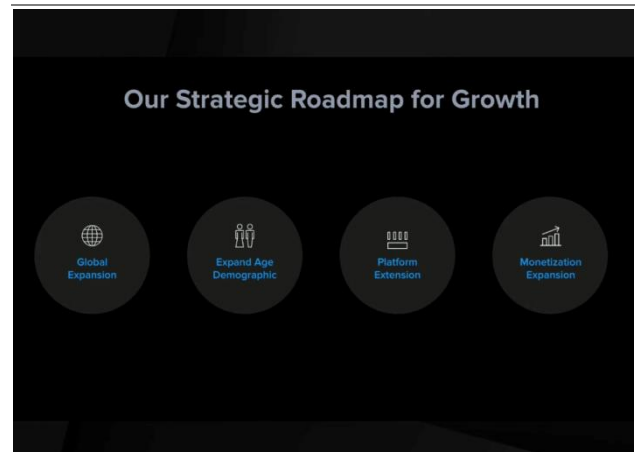 Our Strategic Roadmap for Growth
Global
Expansion
Expand Age
Demographic
Platform
Extension
Monetization
Expansion